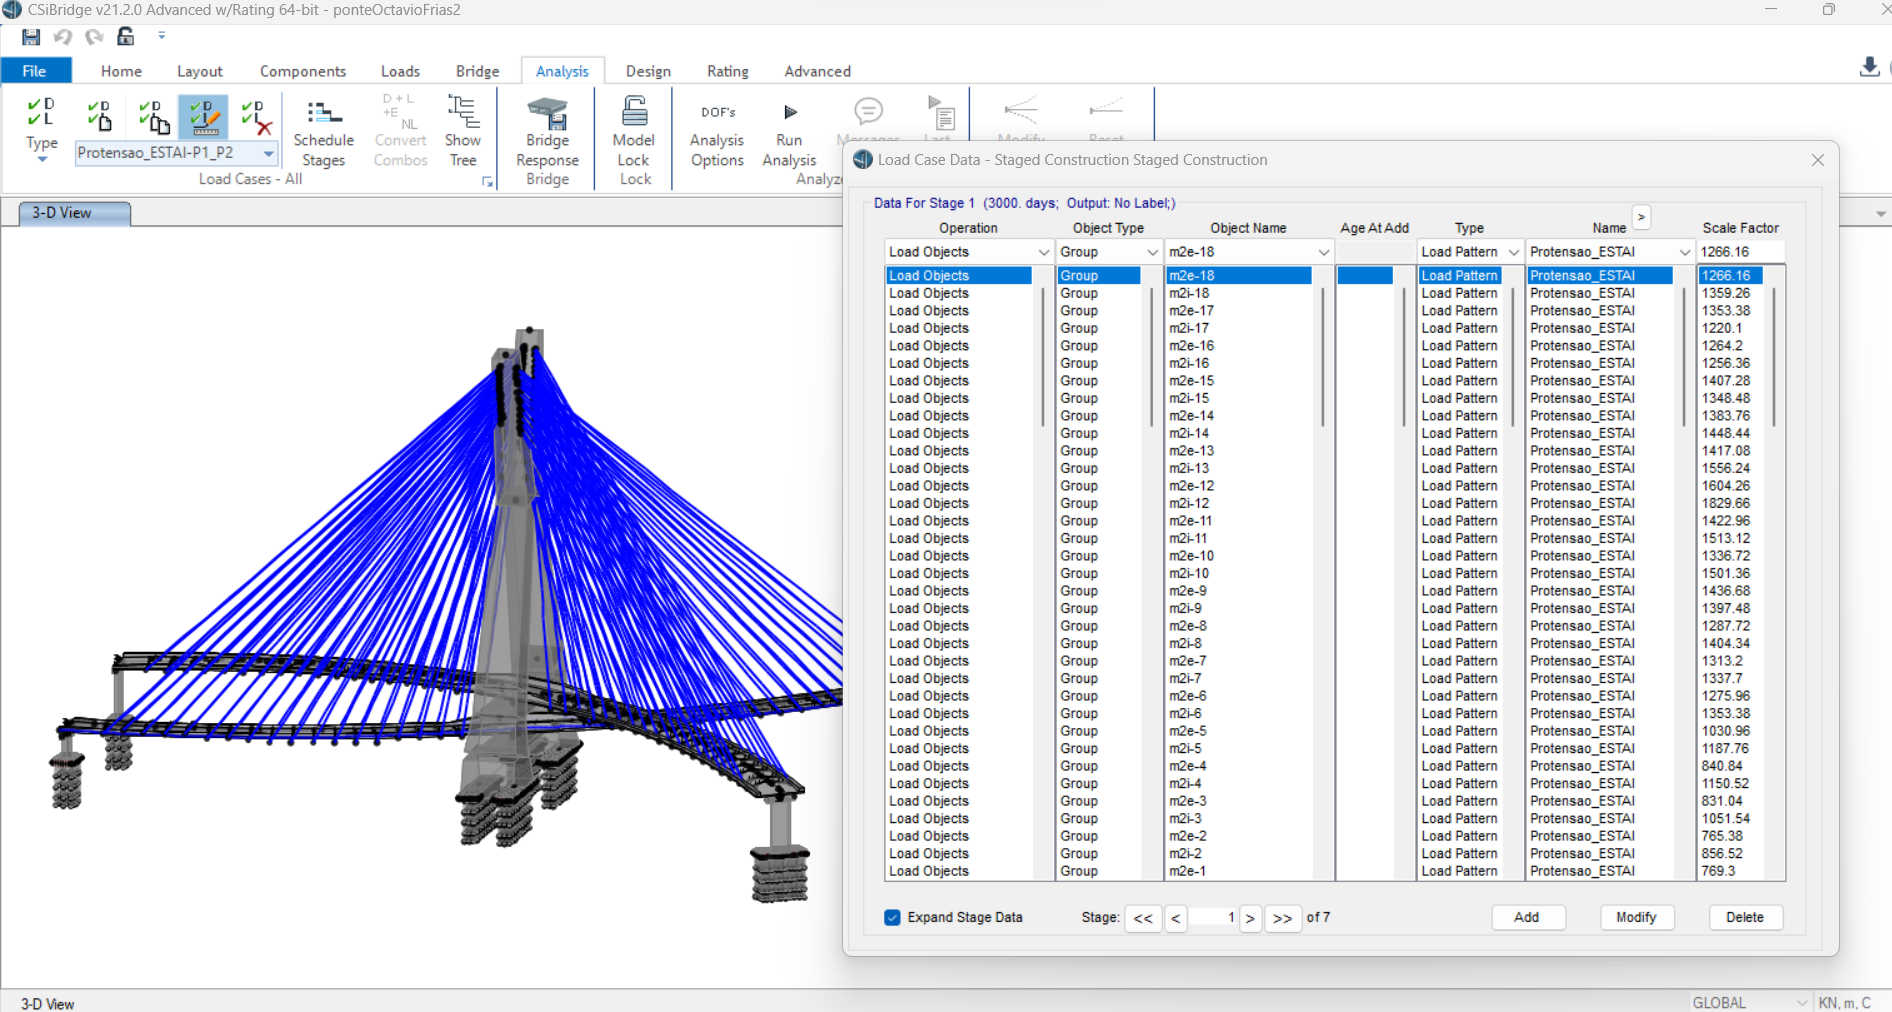 CSiBridge v21.2.0 Advanced w/Rating 64-bit - ponteOctavioFrias2
File Home Layout Components Loads Bridge Analysis Design Rating Advanced
Type
Protensao_ESTAI-P1_P2
Load Cases - All
Schedule Stages
D + L +E NL
Convert Combos
Show Tree
Bridge Response
Bridge
Model Lock
Lock
DOF's
Analysis Options
Run Analysis
Messages
Last
Analyze
Modify
Reset
3-D View
Load Case Data - Staged Construction Staged Construction
Data For Stage 1 (3000. days; Output: No Label;)
Operation Object Type Object Name Age At Add Type Name > Scale Factor
Load Objects Group m2e-18 Load Pattern Protensao_ESTAI 1266.16
Load Objects Group m2e-18 Load Pattern Protensao_ESTAI 1266.16
Load Objects Group m2i-18 Load Pattern Protensao_ESTAI 1359.26
Load Objects Group m2e-17 Load Pattern Protensao_ESTAI 1353.38
Load Objects Group m2i-17 Load Pattern Protensao_ESTAI 1220.1
Load Objects Group m2e-16 Load Pattern Protensao_ESTAI 1264.2
Load Objects Group m2i-16 Load Pattern Protensao_ESTAI 1256.36
Load Objects Group m2e-15 Load Pattern Protensao_ESTAI 1407.28
Load Objects Group m2i-15 Load Pattern Protensao_ESTAI 1348.48
Load Objects Group m2e-14 Load Pattern Protensao_ESTAI 1383.76
Load Objects Group m2i-14 Load Pattern Protensao_ESTAI 1448.44
Load Objects Group m2e-13 Load Pattern Protensao_ESTAI 1417.08
Load Objects Group m2i-13 Load Pattern Protensao_ESTAI 1556.24
Load Objects Group m2e-12 Load Pattern Protensao_ESTAI 1604.26
Load Objects Group m2i-12 Load Pattern Protensao_ESTAI 1829.66
Load Objects Group m2e-11 Load Pattern Protensao_ESTAI 1422.96
Load Objects Group m2i-11 Load Pattern Protensao_ESTAI 1513.12
Load Objects Group m2e-10 Load Pattern Protensao_ESTAI 1336.72
Load Objects Group m2i-10 Load Pattern Protensao_ESTAI 1501.36
Load Objects Group m2e-9 Load Pattern Protensao_ESTAI 1436.68
Load Objects Group m2i-9 Load Pattern Protensao_ESTAI 1397.48
Load Objects Group m2e-8 Load Pattern Protensao_ESTAI 1287.72
Load Objects Group m2i-8 Load Pattern Protensao_ESTAI 1404.34
Load Objects Group m2e-7 Load Pattern Protensao_ESTAI 1313.2
Load Objects Group m2i-7 Load Pattern Protensao_ESTAI 1337.7
Load Objects Group m2e-6 Load Pattern Protensao_ESTAI 1275.96
Load Objects Group m2i-6 Load Pattern Protensao_ESTAI 1353.38
Load Objects Group m2e-5 Load Pattern Protensao_ESTAI 1030.96
Load Objects Group m2i-5 Load Pattern Protensao_ESTAI 1187.76
Load Objects Group m2e-4 Load Pattern Protensao_ESTAI 840.84
Load Objects Group m2i-4 Load Pattern Protensao_ESTAI 1150.52
Load Objects Group m2e-3 Load Pattern Protensao_ESTAI 831.04
Load Objects Group m2i-3 Load Pattern Protensao_ESTAI 1051.54
Load Objects Group m2e-2 Load Pattern Protensao_ESTAI 765.38
Load Objects Group m2i-2 Load Pattern Protensao_ESTAI 856.52
Load Objects Group m2e-1 Load Pattern Protensao_ESTAI 769.3
Expand Stage Data Stage: << < 1 > >> of 7 Add Modify Delete
3-D View GLOBAL KN, m, C